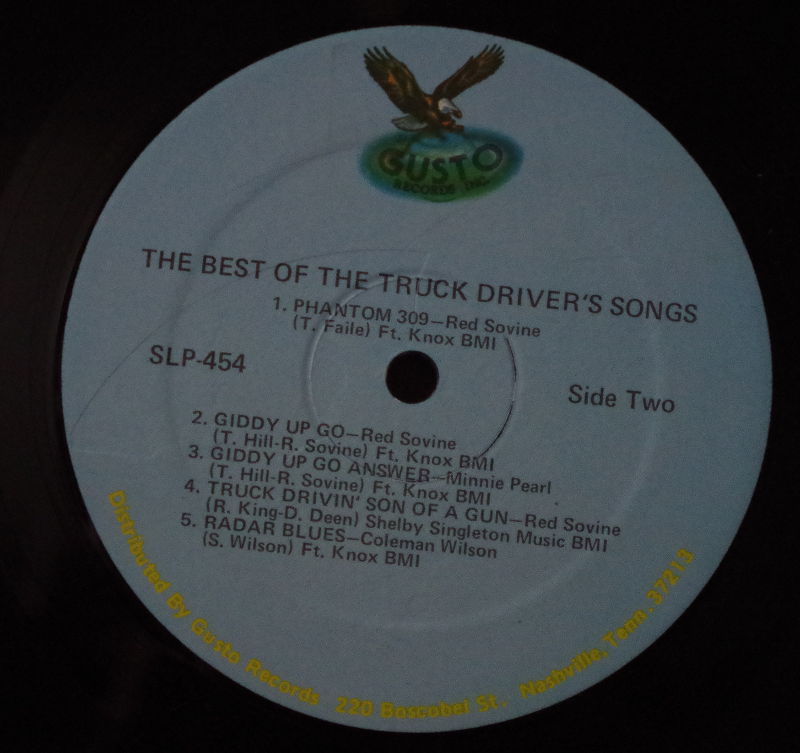 GUSTO
RECORDS INC.
THE BEST OF THE TRUCK DRIVER'S SONGS
1. PHANTOM 309—Red Sovine
(T. Faile) Ft. Knox BMI
SLP-454
Side Two
2. GIDDY UP GO—Red Sovine
(T. Hill-R. Sovine) Ft. Knox BMI
3. GIDDY UP GO ANSWER—Minnie Pearl
(T. Hill-R. Sovine) Ft. Knox BMI
4. TRUCK DRIVIN' SON OF A GUN—Red Sovine
(R. King-D. Deen) Shelby Singleton Music BMI
5. RADAR BLUES—Coleman Wilson
(S. Wilson) Ft. Knox BMI
Distributed By Gusto Records 220 Boscobel St. Nashville, Tenn. 37213